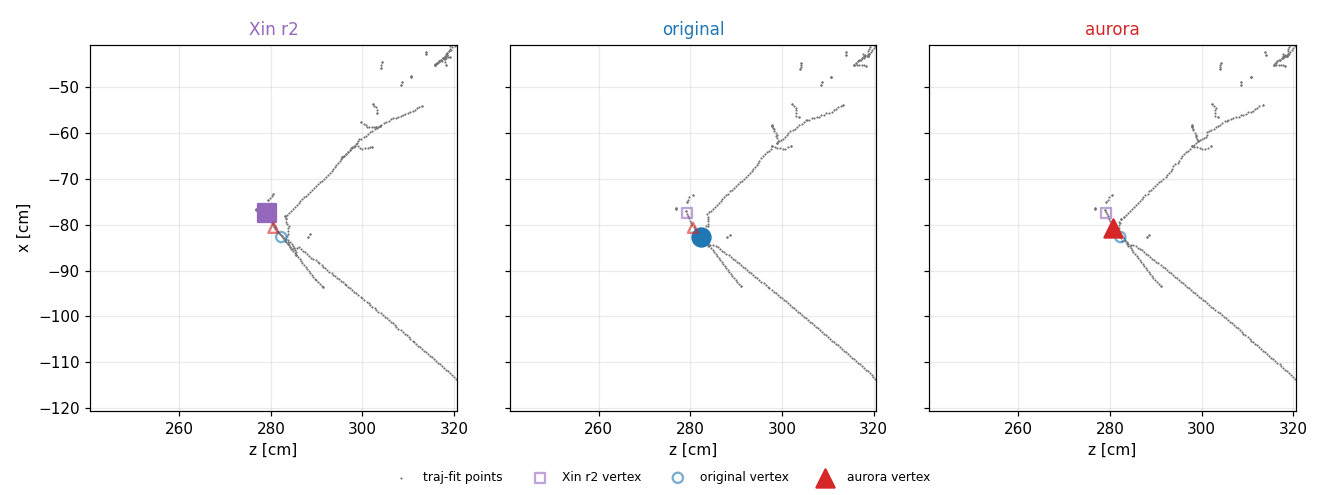 Xin r2
original
aurora
−50
−60
−70
−80
−90
−100
−110
−120
x [cm]
260 280 300 320
260 280 300 320
260 280 300 320
z [cm]
z [cm]
z [cm]
traj-fit points Xin r2 vertex original vertex aurora vertex